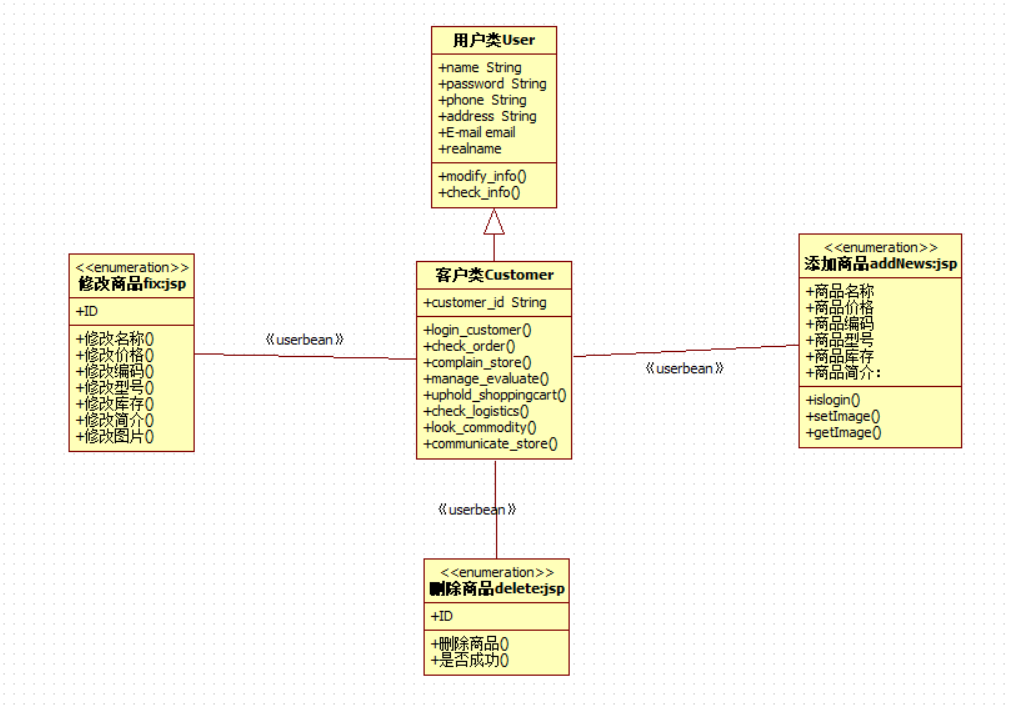 用户类User
+name String
+password String
+phone String
+address String
+E-mail email
+realname
+modify_info()
+check_info()
<<enumeration>>
修改商品fix:jsp
+ID
+修改名称()
+修改价格()
+修改编码()
+修改型号()
+修改库存()
+修改简介()
+修改图片()
《userbean》
客户类Customer
+customer_id String
+login_customer()
+check_order()
+complain_store()
+manage_evaluate()
+uphold_shoppingcart()
+check_logistics()
+look_commodity()
+communicate_store()
《userbean》
<<enumeration>>
添加商品addNews:jsp
+商品名称
+商品价格
+商品编码
+商品型号
+商品库存
+商品简介：
+islogin()
+setImage()
+getImage()
《userbean》
<<enumeration>>
删除商品delete:jsp
+ID
+删除商品()
+是否成功()